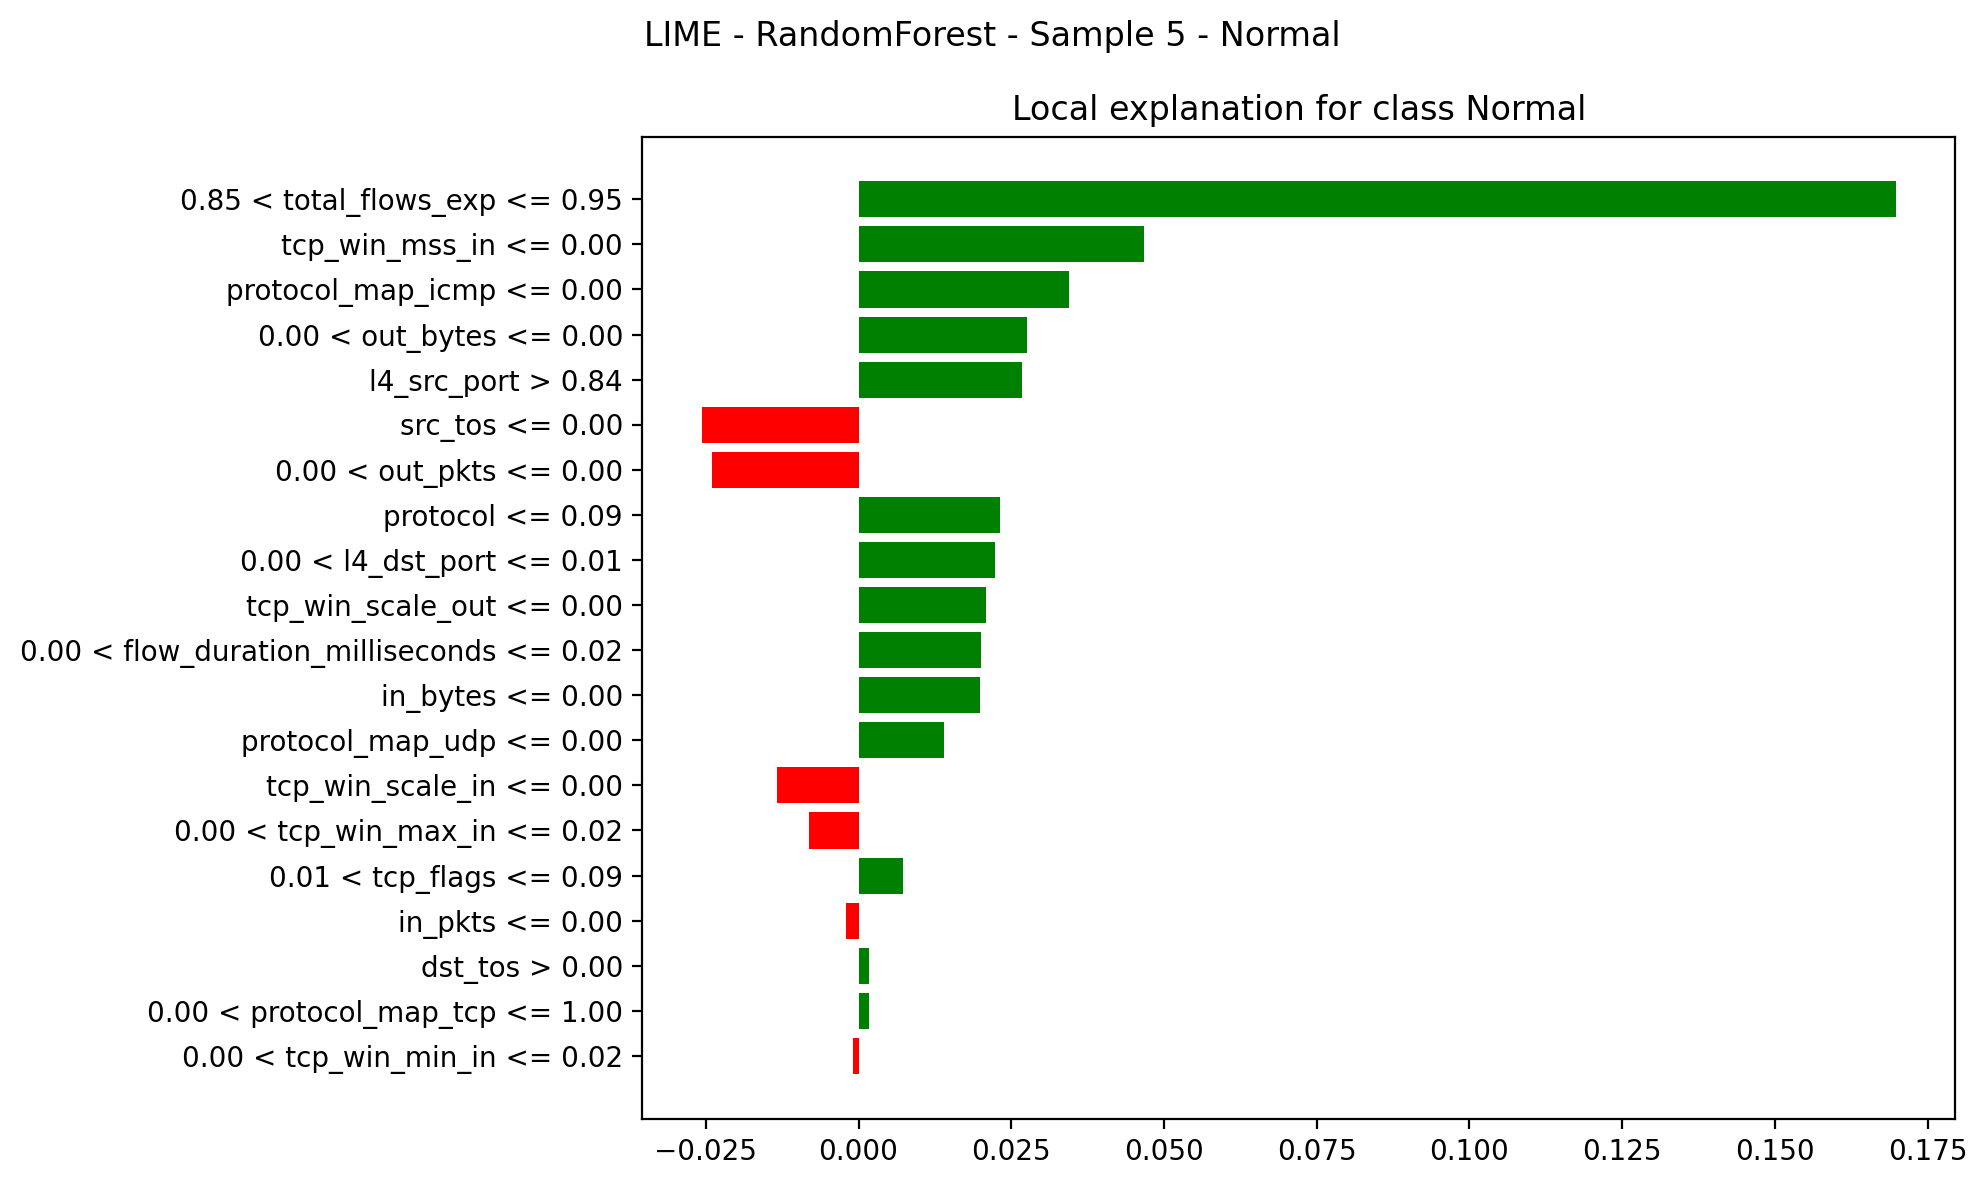 LIME - RandomForest - Sample 5 - Normal
Local explanation for class Normal
0.85 < total_flows_exp <= 0.95
tcp_win_mss_in <= 0.00
protocol_map_icmp <= 0.00
0.00 < out_bytes <= 0.00
l4_src_port > 0.84
src_tos <= 0.00
0.00 < out_pkts <= 0.00
protocol <= 0.09
0.00 < l4_dst_port <= 0.01
tcp_win_scale_out <= 0.00
0.00 < flow_duration_milliseconds <= 0.02
in_bytes <= 0.00
protocol_map_udp <= 0.00
tcp_win_scale_in <= 0.00
0.00 < tcp_win_max_in <= 0.02
0.01 < tcp_flags <= 0.09
in_pkts <= 0.00
dst_tos > 0.00
0.00 < protocol_map_tcp <= 1.00
0.00 < tcp_win_min_in <= 0.02
−0.025 0.000 0.025 0.050 0.075 0.100 0.125 0.150 0.175